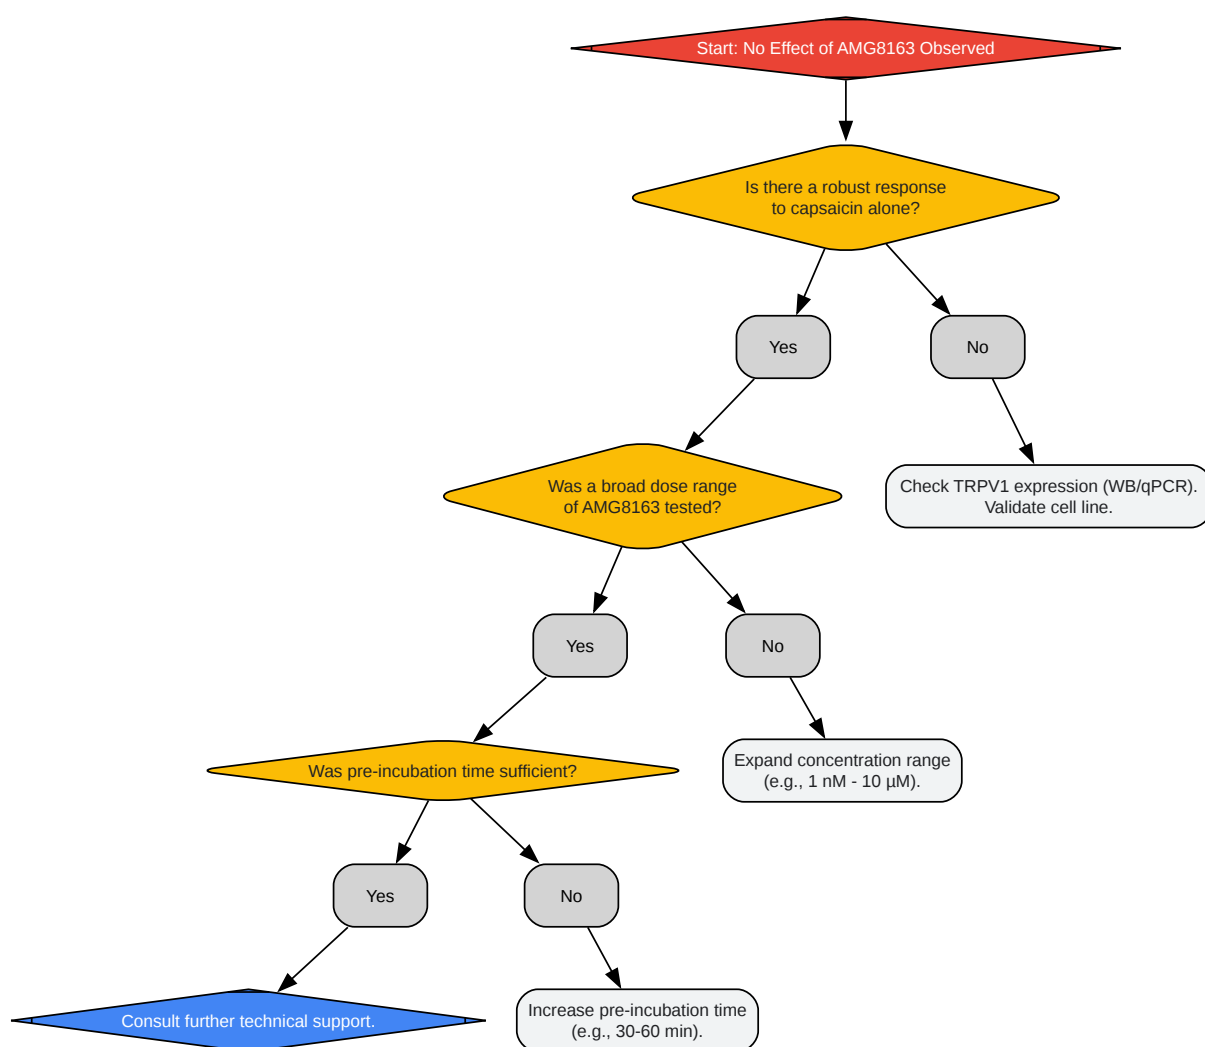 Start: No Effect of AMG8163 Observed
Is there a robust response
to capsaicin alone?
Yes
No
Was a broad dose range
of AMG8163 tested?
Check TRPV1 expression (WB/qPCR).
Validate cell line.
Yes
No
Was pre-incubation time sufficient?
Expand concentration range
(e.g., 1 nM - 10 µM).
Yes
No
Consult further technical support.
Increase pre-incubation time
(e.g., 30-60 min).